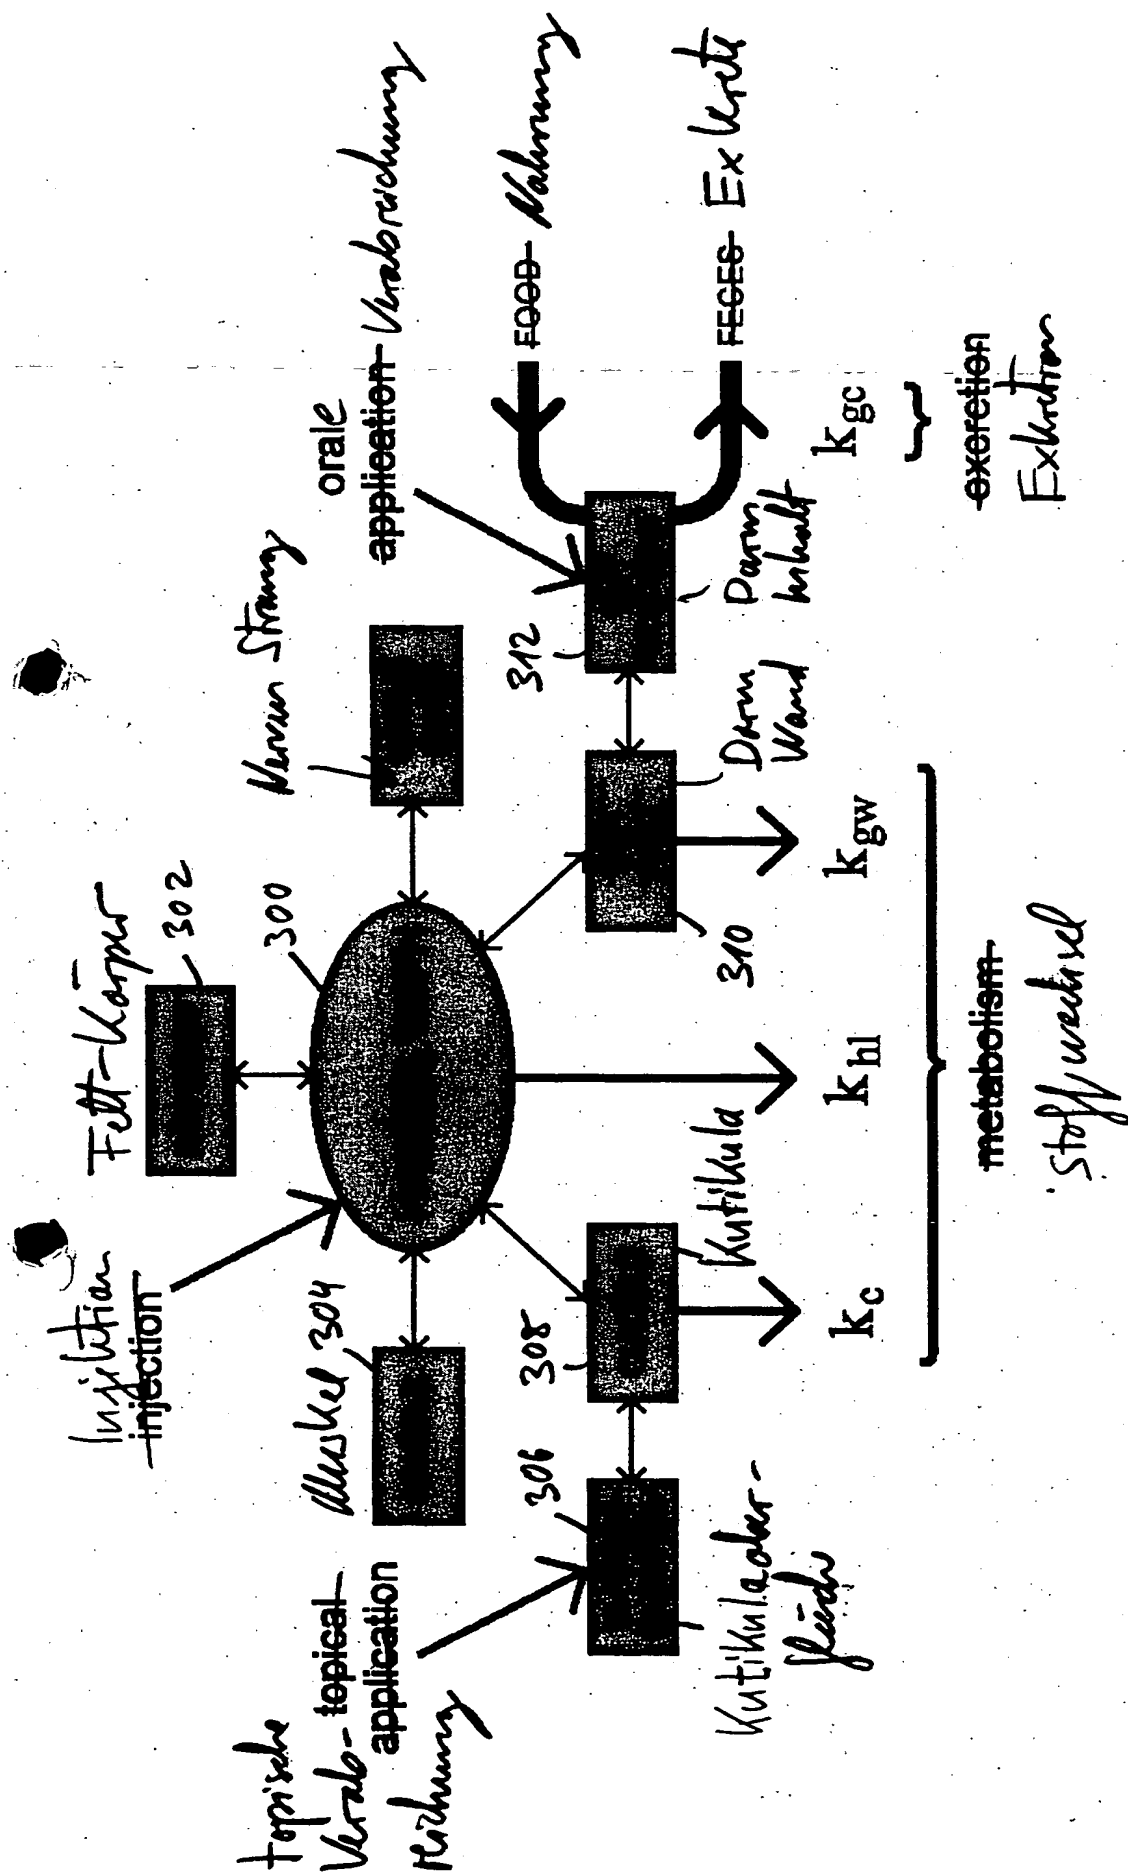 Injektion
injection
Fett-Körper
302
300
Nerven Strang
orale
application Verabreichung
FOOD Nahrung
FECES Exkrete
Muskel 304
topische
Verab- topical
reichung application
306
308
310
312
Kutikulaober-
fläche
Kutikula
Darm
Wand
Darm
Inhalt
k_c
k_hl
k_gw
k_gc
metabolism
Stoffwechsel
excretion
Exkretion